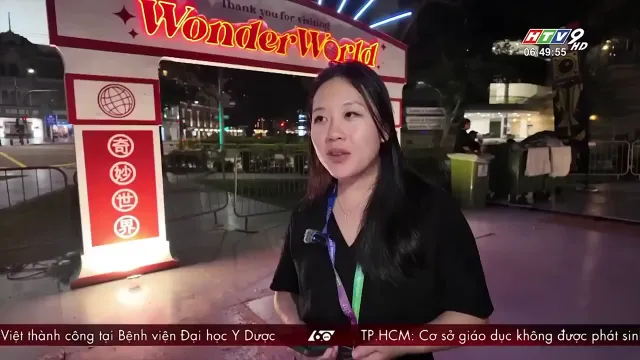 Thank you for visiting
WonderWorld
HTV9
HD
06:49:55
奇
妙
世
界
Việt thành công tại Bệnh viện Đại học Y Dược
60
TP.HCM: Cơ sở giáo dục không được phát sin